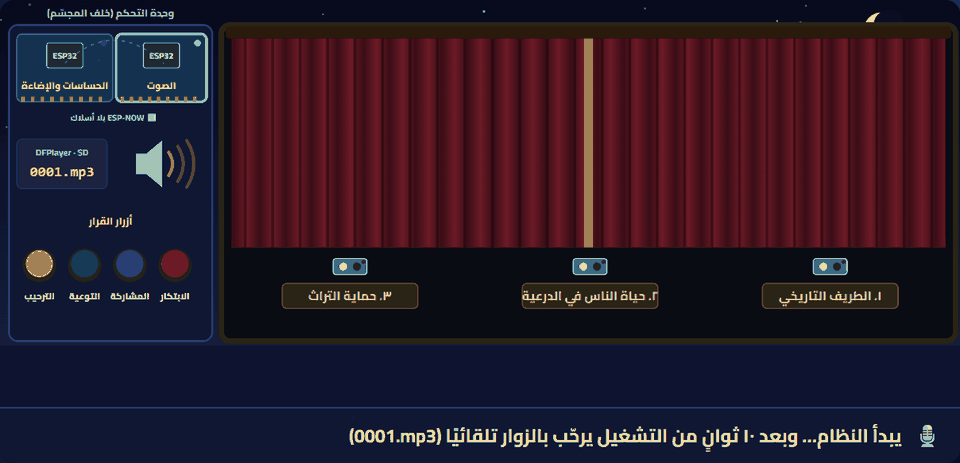 وحدة التحكم (خلف المجسّم)
ESP32
الصوت
ESP32
الحساسات والإضاءة
ESP-NOW بلا أسلاك
DFPlayer - SD
0001.mp3
أزرار القرار
الابتكار
المشاركة
التوعية
الترحيب
١. الطريف التاريخي
٢. حياة الناس في الدرعية
٣. حماية التراث
يبدأ النظام... وبعد ١٠ ثوانٍ من التشغيل يرحّب بالزوار تلقائيًا (0001.mp3)